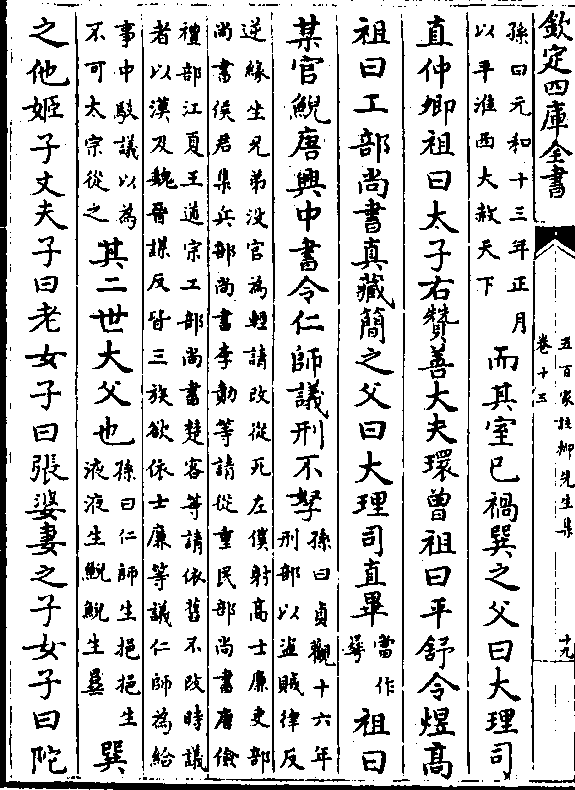 欽定四庫全書
五百家註柳先生集
卷十三
十九
孫曰元和十三年正月
以平淮西大赦天下
而其室已禍巽之父曰大理司
直仲卿祖曰太子右贊善大夫環曾祖曰平舒令煜高
祖曰工部尚書真藏簡之父曰大理司直畢
當作
曅
祖曰
某官鯢唐興中書令仁師議刑不孥
孫曰貞觀十六年
刑部以盜賊律反
逆緣坐兄弟沒官為輕請改從死左僕射高士廉吏部
尚書侯君集兵部尚書李勣等請從重民部尚書唐儉
禮部江夏王道宗工部尚書楚客等請依舊不改時議
者以漢及魏晉謀反皆三族欲依士廉等議仁師為給
事中駁議以為
不可太宗從之
其二世大父也
孫曰仁師生挹挹生
液液生鯢鯢生曅
巽
之他姬子丈夫子曰老女子曰張婆妻之子女子曰陀